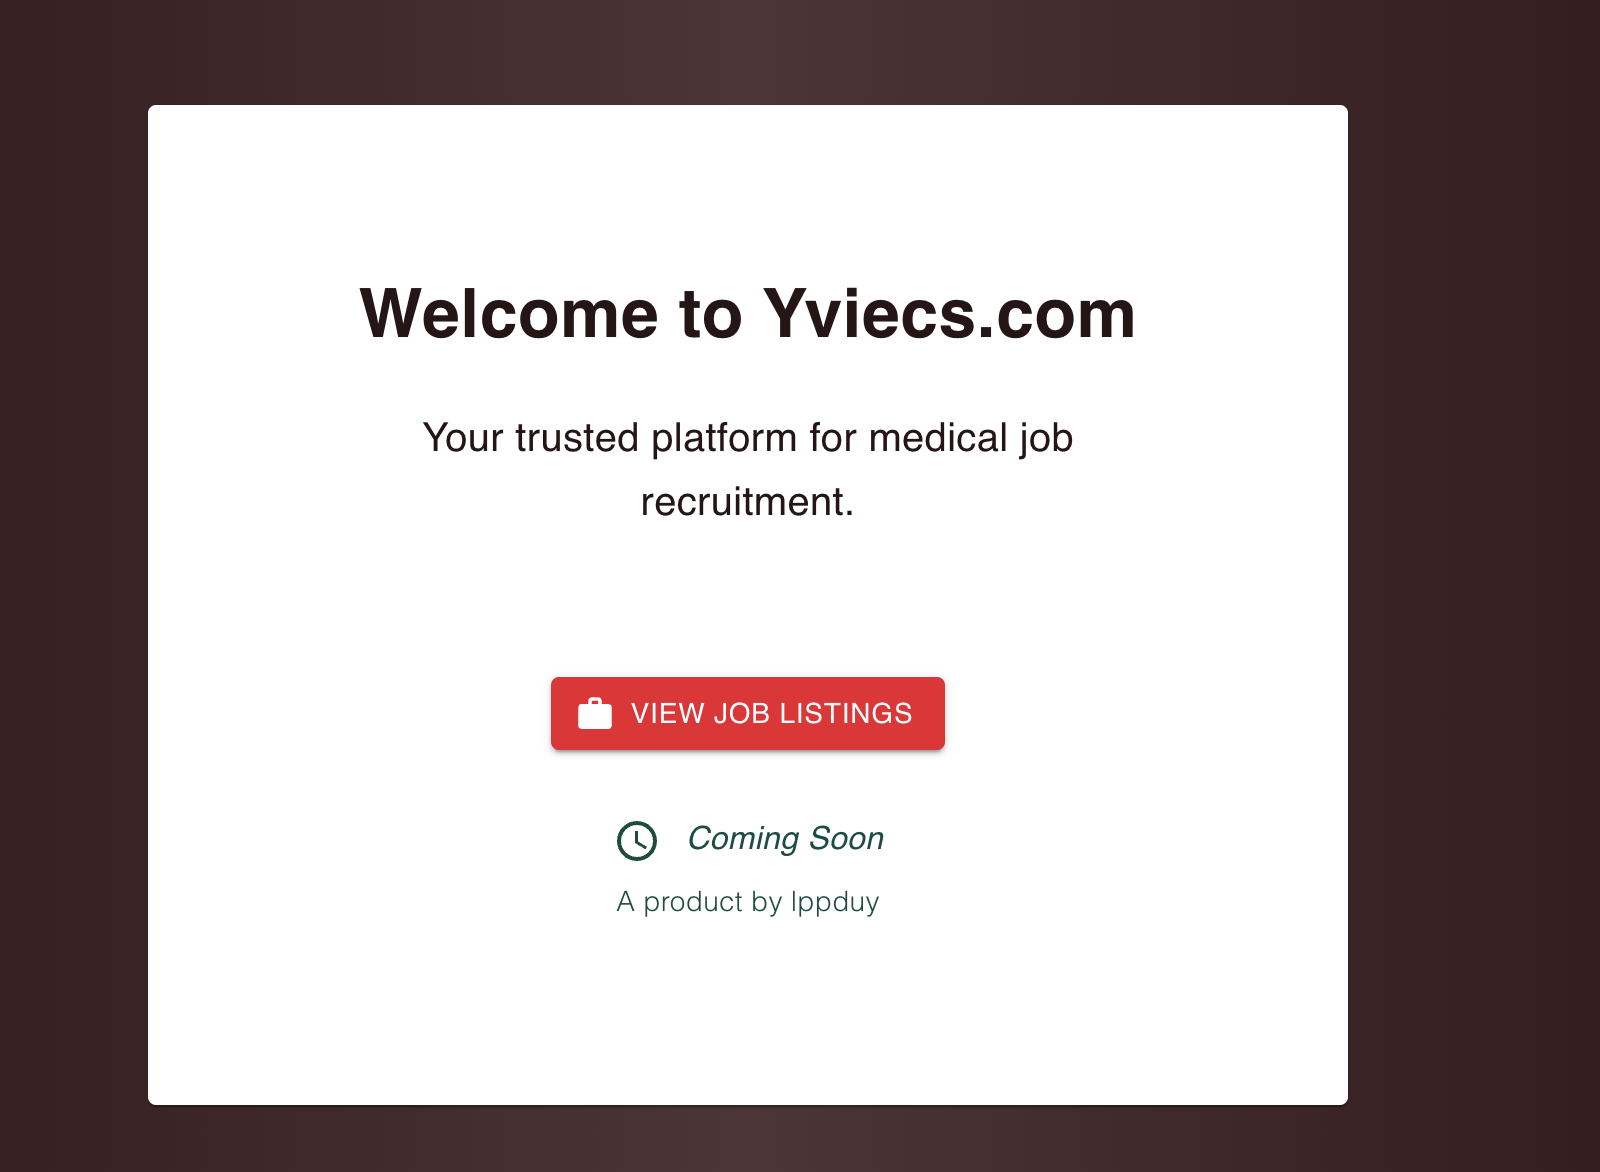 Welcome to Yviecs.com
Your trusted platform for medical job
recruitment.
VIEW JOB LISTINGS
Coming Soon
A product by lppduy